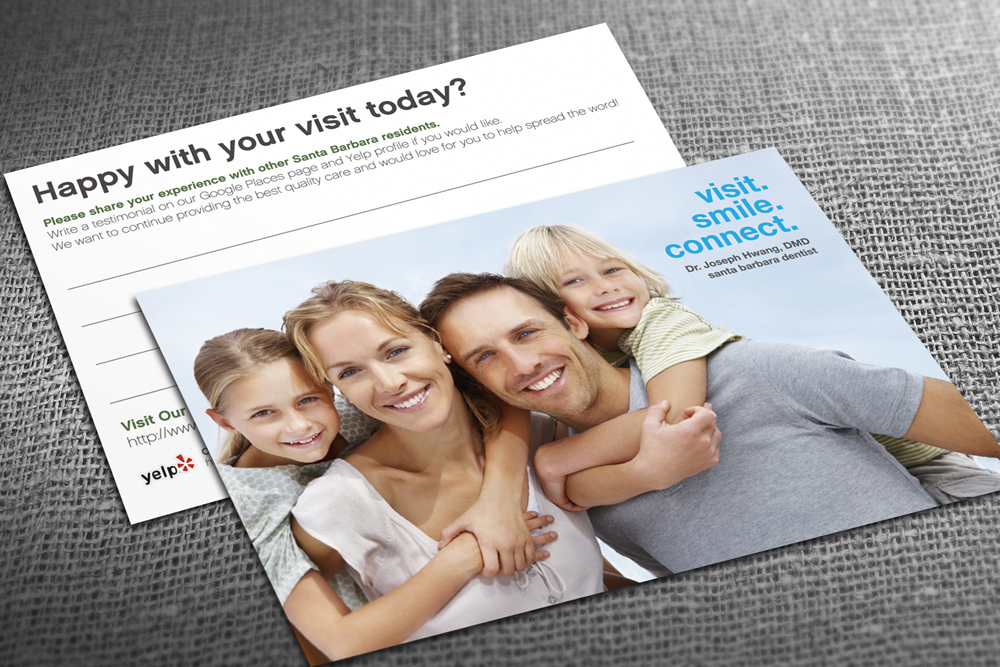 Happy with your visit today?
Please share your experience with other Santa Barbara residents.
Write a testimonial on our Google Places page and Yelp profile if you would like.
We want to continue providing the best quality care and would love for you to help spread the word!
Visit Our
http://www
yelp
visit.
smile.
connect.
Dr. Joseph Hwang, DMD
santa barbara dentist